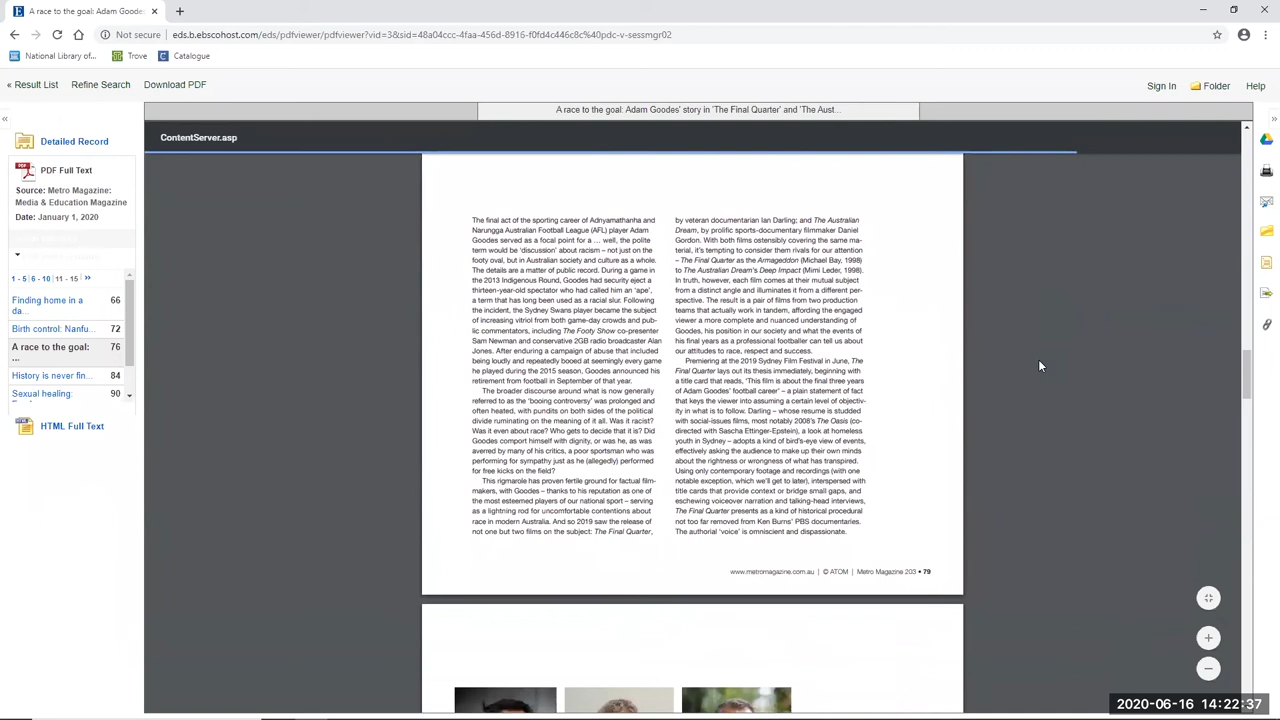 A race to the goal: Adam Goodes'
Not secure | eds.b.ebscohost.com/eds/pdfviewer/pdfviewer?vid=3&sid=48a04ccc-4faa-456d-8916-f0fd4c446c8c%40pdc-v-sessmgr02
National Library of... Trove Catalogue
« Result List Refine Search Download PDF Sign In Folder Help
A race to the goal: Adam Goodes' story in 'The Final Quarter' and 'The Aust...
ContentServer.asp
Detailed Record
PDF Full Text
Source: Metro Magazine:
Media & Education Magazine
Date: January 1, 2020
1 - 5 6 - 10 11 - 15 »
Finding home in a da... 66
Birth control: Nanfu... 72
A race to the goal: ... 76
History is never fin... 84
Sexual healing: 90
HTML Full Text
The final act of the sporting career of Adnyamathanha and
Narungga Australian Football League (AFL) player Adam
Goodes served as a focal point for a … well, the polite
term would be 'discussion' about racism – not just on the
footy oval, but in Australian society and culture as a whole.
The details are a matter of public record. During a game in
the 2013 Indigenous Round, Goodes had security eject a
thirteen-year-old spectator who had called him an 'ape',
a term that has long been used as a racial slur. Following
the incident, the Sydney Swans player became the subject
of increasing vitriol from both game-day crowds and pub-
lic commentators, including The Footy Show co-presenter
Sam Newman and conservative 2GB radio broadcaster Alan
Jones. After enduring a campaign of abuse that included
being loudly and repeatedly booed at seemingly every game
he played during the 2015 season, Goodes announced his
retirement from football in September of that year.
The broader discourse around what is now generally
referred to as the 'booing controversy' was prolonged and
often heated, with pundits on both sides of the political
divide ruminating on the meaning of it all. Was it racist?
Was it even about race? Who gets to decide that it is? Did
Goodes comport himself with dignity, or was he, as was
averred by many of his critics, a poor sportsman who was
performing for sympathy just as he (allegedly) performed
for free kicks on the field?
This rigmarole has proven fertile ground for factual film-
makers, with Goodes – thanks to his reputation as one of
the most esteemed players of our national sport – serving
as a lightning rod for uncomfortable contentions about
race in modern Australia. And so 2019 saw the release of
not one but two films on the subject: The Final Quarter,
by veteran documentarian Ian Darling; and The Australian
Dream, by prolific sports-documentary filmmaker Daniel
Gordon. With both films ostensibly covering the same ma-
terial, it's tempting to consider them rivals for our attention
– The Final Quarter as the Armageddon (Michael Bay, 1998)
to The Australian Dream's Deep Impact (Mimi Leder, 1998).
In truth, however, each film comes at their mutual subject
from a distinct angle and illuminates it from a different per-
spective. The result is a pair of films from two production
teams that actually work in tandem, affording the engaged
viewer a more complete and nuanced understanding of
Goodes, his position in our society and what the events of
his final years as a professional footballer can tell us about
our attitudes to race, respect and success.
Premiering at the 2019 Sydney Film Festival in June, The
Final Quarter lays out its thesis immediately, beginning with
a title card that reads, 'This film is about the final three years
of Adam Goodes' football career' – a plain statement of fact
that keys the viewer into assuming a certain level of objectiv-
ity in what is to follow. Darling – whose resume is studded
with social-issues films, most notably 2008's The Oasis (co-
directed with Sascha Ettinger-Epstein), a look at homeless
youth in Sydney – adopts a kind of bird's-eye view of events,
effectively asking the audience to make up their own minds
about the rightness or wrongness of what has transpired.
Using only contemporary footage and recordings (with one
notable exception, which we'll get to later), interspersed with
title cards that provide context or bridge small gaps, and
eschewing voiceover narration and talking-head interviews,
The Final Quarter presents as a kind of historical procedural
not too far removed from Ken Burns' PBS documentaries.
The authorial 'voice' is omniscient and dispassionate.
www.metromagazine.com.au | © ATOM | Metro Magazine 203 • 79
2020-06-16 14:22:37